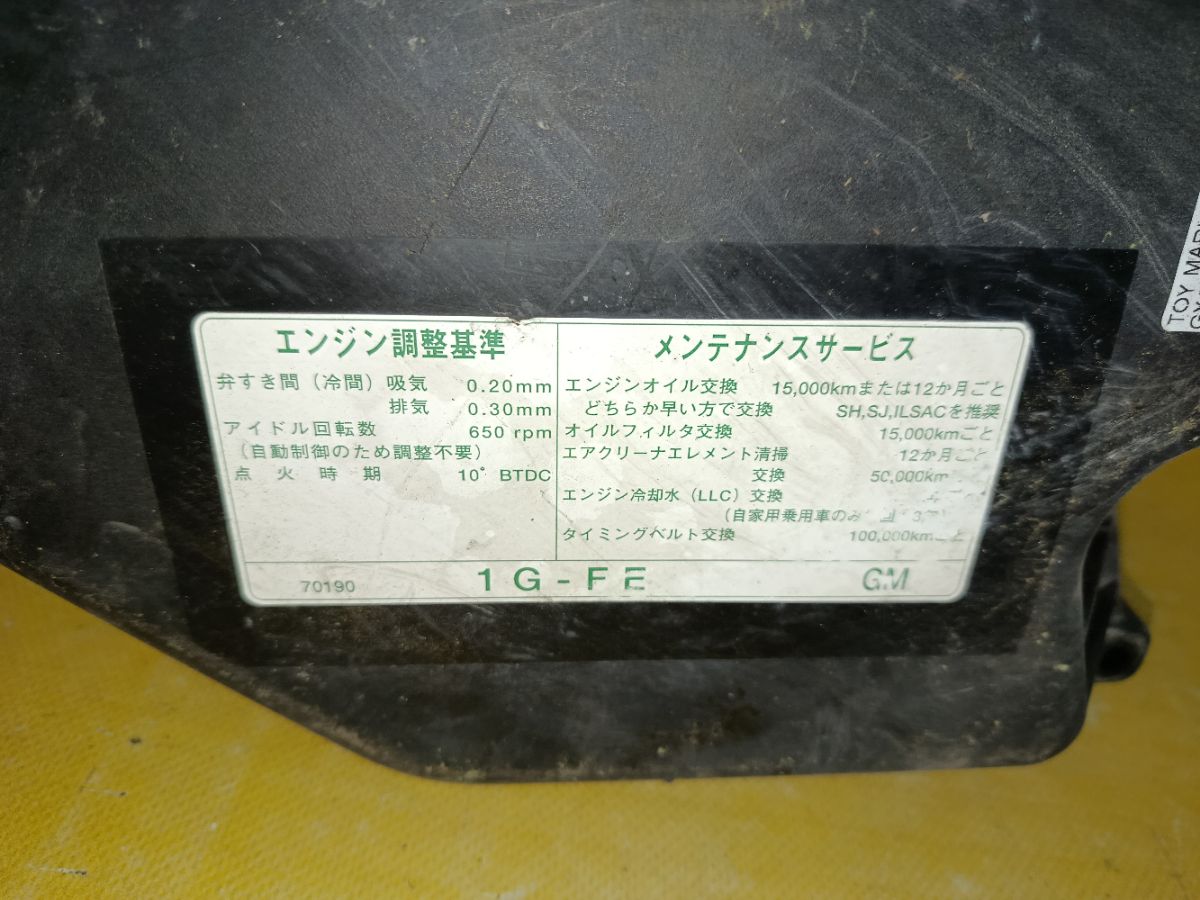 エンジン調整基準
弁すき間（冷間）吸気 0.20mm
排気 0.30mm
アイドル回転数 650 rpm
（自動制御のため調整不要）
点火時期 10° BTDC
メンテナンスサービス
エンジンオイル交換 15,000kmまたは12か月ごと
どちらか早い方で交換 SH,SJ,ILSACを推奨
オイルフィルタ交換 15,000kmごと
エアクリーナエレメント清掃 12か月ごと
交換 50,000km
エンジン冷却水（LLC）交換
（自家用乗用車のみ
タイミングベルト交換 100,000kmごと
70190 1G-FE GM
TOY MARK